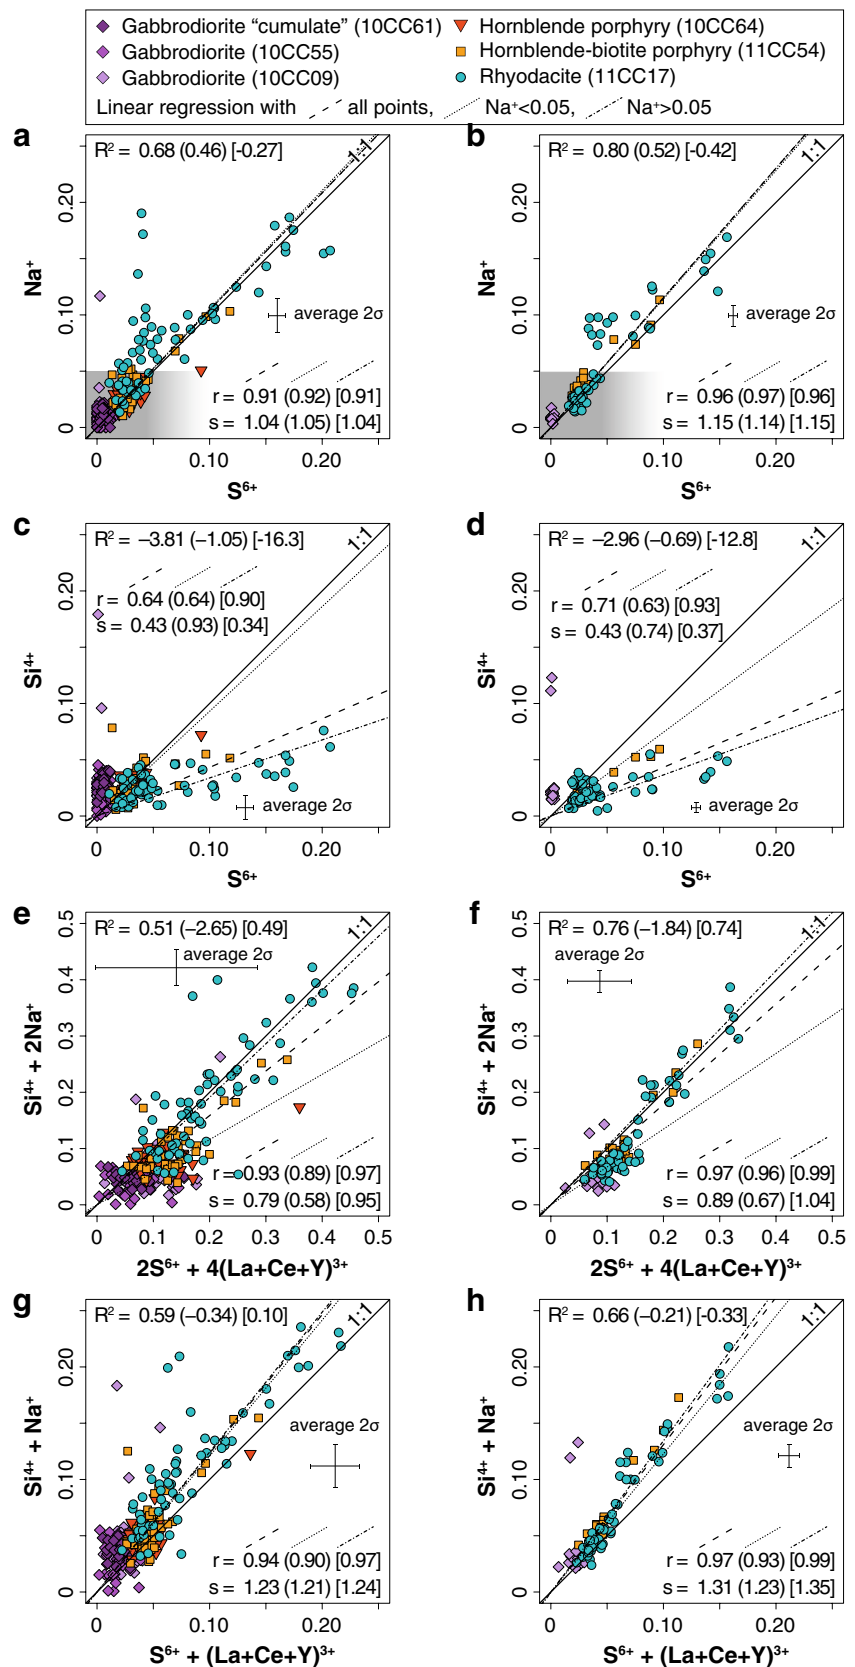 Gabbrodiorite “cumulate” (10CC61)
Hornblende porphyry (10CC64)
Gabbrodiorite (10CC55)
Hornblende-biotite porphyry (11CC54)
Gabbrodiorite (10CC09)
Rhyodacite (11CC17)
Linear regression with all points, Na⁺<0.05, Na⁺>0.05
a
R² = 0.68 (0.46) [-0.27]
1:1
0.20
0.10
0
Na⁺
average 2σ
r = 0.91 (0.92) [0.91]
s = 1.04 (1.05) [1.04]
0 0.10 0.20
S⁶⁺
b
R² = 0.80 (0.52) [-0.42]
1:1
0.20
0.10
0
Na⁺
average 2σ
r = 0.96 (0.97) [0.96]
s = 1.15 (1.14) [1.15]
0 0.10 0.20
S⁶⁺
c
R² = −3.81 (−1.05) [-16.3]
1:1
r = 0.64 (0.64) [0.90]
s = 0.43 (0.93) [0.34]
0.20
0.10
0
Si⁴⁺
average 2σ
0 0.10 0.20
S⁶⁺
d
R² = −2.96 (−0.69) [-12.8]
1:1
r = 0.71 (0.63) [0.93]
s = 0.43 (0.74) [0.37]
0.20
0.10
0
Si⁴⁺
average 2σ
0 0.10 0.20
S⁶⁺
e
R² = 0.51 (−2.65) [0.49]
1:1
average 2σ
0.5
0.4
0.3
0.2
0.1
0
Si⁴⁺ + 2Na⁺
r = 0.93 (0.89) [0.97]
s = 0.79 (0.58) [0.95]
0 0.1 0.2 0.3 0.4 0.5
2S⁶⁺ + 4(La+Ce+Y)³⁺
f
R² = 0.76 (−1.84) [0.74]
1:1
average 2σ
0.5
0.4
0.3
0.2
0.1
0
Si⁴⁺ + 2Na⁺
r = 0.97 (0.96) [0.99]
s = 0.89 (0.67) [1.04]
0 0.1 0.2 0.3 0.4 0.5
2S⁶⁺ + 4(La+Ce+Y)³⁺
g
R² = 0.59 (−0.34) [0.10]
1:1
0.20
0.10
0
Si⁴⁺ + Na⁺
average 2σ
r = 0.94 (0.90) [0.97]
s = 1.23 (1.21) [1.24]
0 0.10 0.20
S⁶⁺ + (La+Ce+Y)³⁺
h
R² = 0.66 (−0.21) [-0.33]
1:1
0.20
0.10
0
Si⁴⁺ + Na⁺
average 2σ
r = 0.97 (0.93) [0.99]
s = 1.31 (1.23) [1.35]
0 0.10 0.20
S⁶⁺ + (La+Ce+Y)³⁺